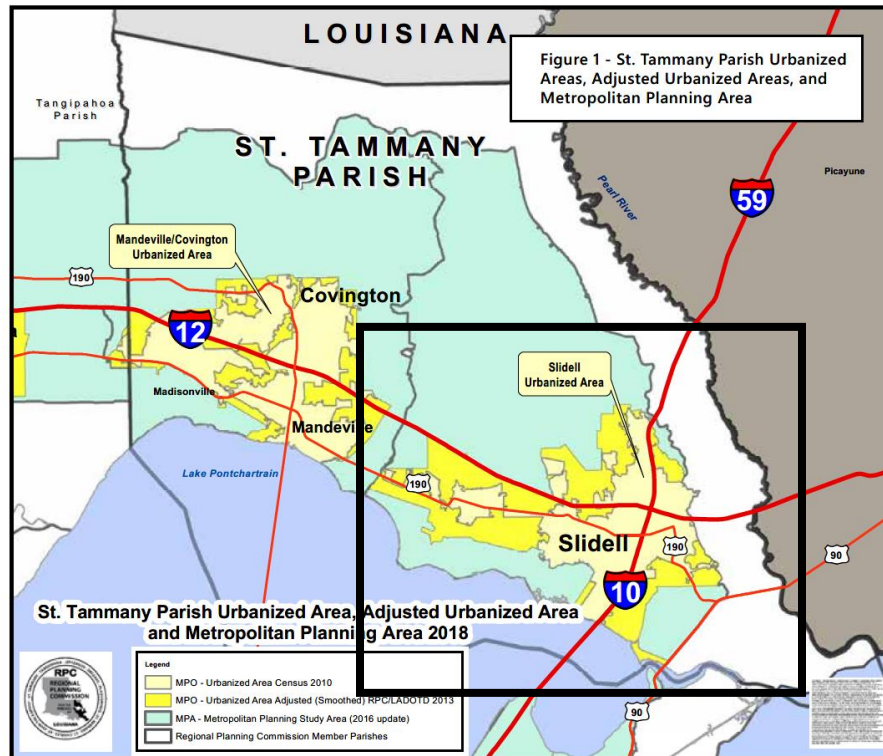 LOUISIANA
Figure 1 - St. Tammany Parish Urbanized
Areas, Adjusted Urbanized Areas, and
Metropolitan Planning Area
Tangipahoa
Parish
ST. TAMMANY
PARISH
Pearl River
Picayune
59
Mandeville/Covington
Urbanized Area
190
Covington
12
Slidell
Urbanized Area
Madisonville
Mandeville
Lake Pontchartrain
190
Slidell
190
90
10
St. Tammany Parish Urbanized Area, Adjusted Urbanized Area
and Metropolitan Planning Area 2018
RPC
REGIONAL
PLANNING
COMMISSION
LOUISIANA
Legend
MPO - Urbanized Area Census 2010
MPO - Urbanized Area Adjusted (Smoothed) RPC/LADOTD 2013
MPA - Metropolitan Planning Study Area (2016 update)
Regional Planning Commission Member Parishes
90